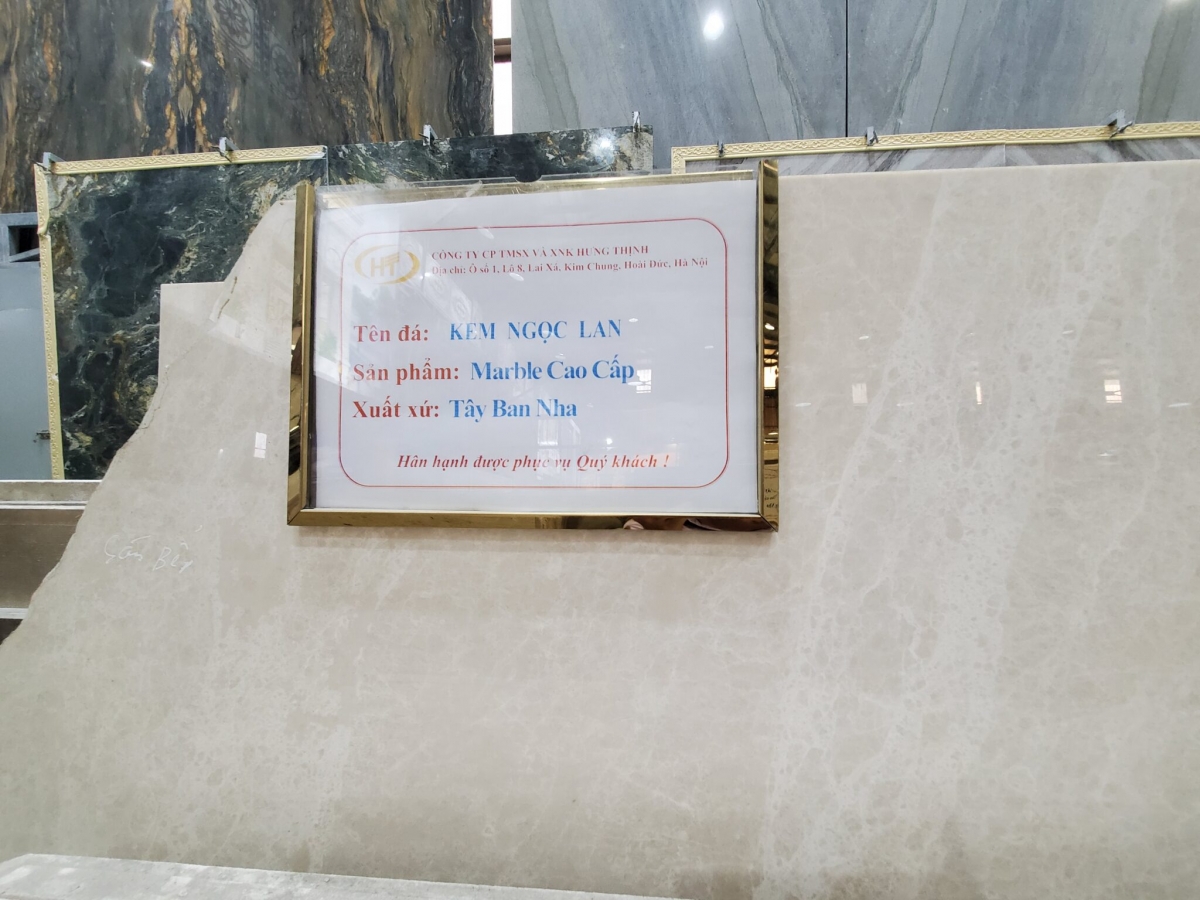 HT
CÔNG TY CP TMSX VÀ XNK HƯNG THỊNH
Địa chỉ: Ô số 1, Lô 8, Lai Xá, Kim Chung, Hoài Đức, Hà Nội
Tên đá: KEM NGỌC LAN
Sản phẩm: Marble Cao Cấp
Xuất xứ: Tây Ban Nha
Hân hạnh được phục vụ Quý khách !